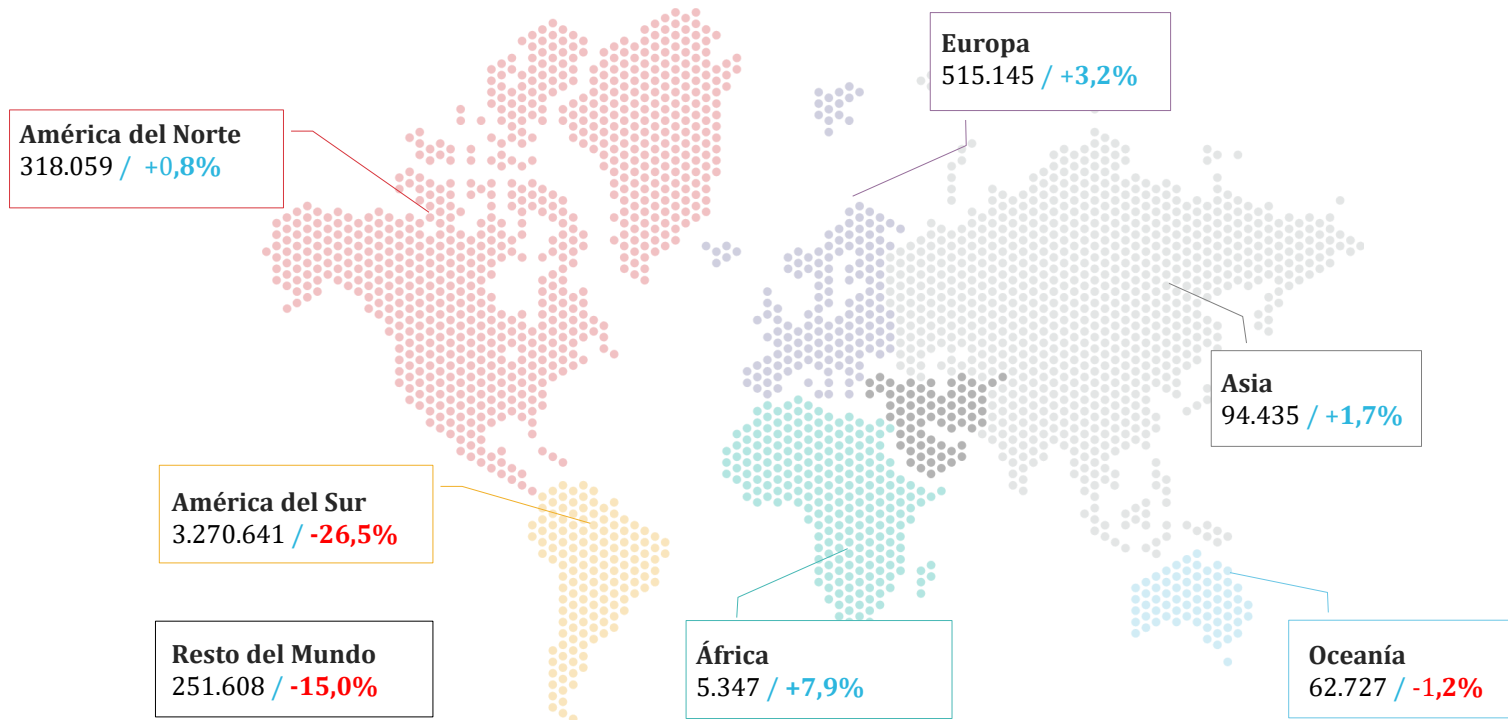 Europa
515.145 / +3,2%
América del Norte
318.059 / +0,8%
Asia
94.435 / +1,7%
América del Sur
3.270.641 / -26,5%
Resto del Mundo
251.608 / -15,0%
África
5.347 / +7,9%
Oceanía
62.727 / -1,2%